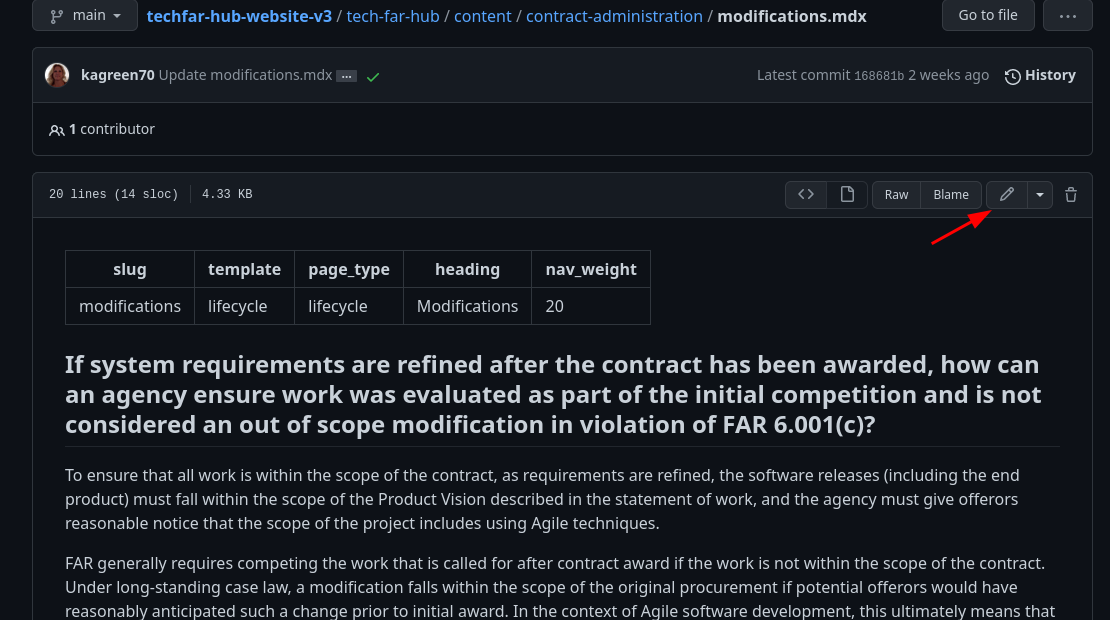 main techfar-hub-website-v3 / tech-far-hub / content / contract-administration / modifications.mdx Go to file ...
kagreen70 Update modifications.mdx ... Latest commit 168681b 2 weeks ago History
1 contributor
20 lines (14 sloc) 4.33 KB <> Raw Blame
slug template page_type heading nav_weight
modifications lifecycle lifecycle Modifications 20
If system requirements are refined after the contract has been awarded, how can
an agency ensure work was evaluated as part of the initial competition and is not
considered an out of scope modification in violation of FAR 6.001(c)?
To ensure that all work is within the scope of the contract, as requirements are refined, the software releases (including the end
product) must fall within the scope of the Product Vision described in the statement of work, and the agency must give offerors
reasonable notice that the scope of the project includes using Agile techniques.
FAR generally requires competing the work that is called for after contract award if the work is not within the scope of the contract.
Under long-standing case law, a modification falls within the scope of the original procurement if potential offerors would have
reasonably anticipated such a change prior to initial award. In the context of Agile software development, this ultimately means that